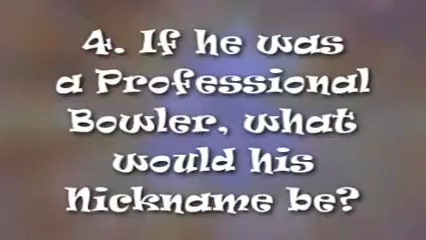 4. If he was
a Professional
Bowler, what
would his
Nickname be?